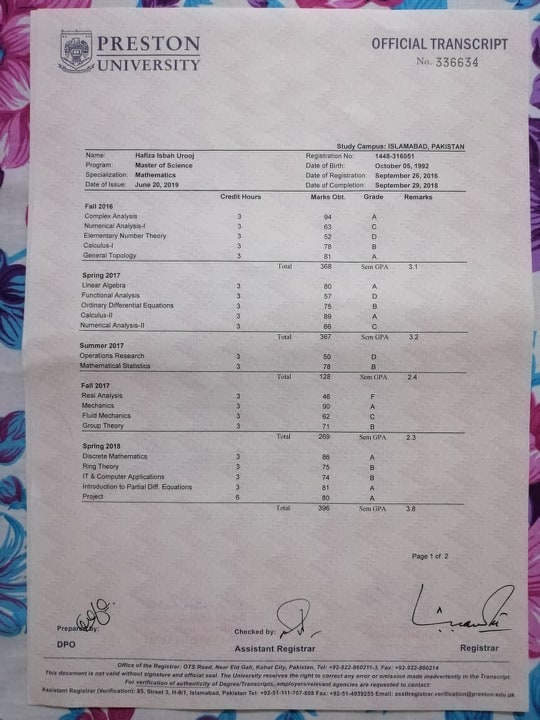 PRESTON
UNIVERSITY
OFFICIAL TRANSCRIPT
No. 336634
Study Campus: ISLAMABAD, PAKISTAN
Name: Hafiza Isbah Urooj Registration No: 1448-316051
Program: Master of Science Date of Birth: October 05, 1992
Specialization: Mathematics Date of Registration: September 26, 2016
Date of Issue: June 20, 2019 Date of Completion: September 29, 2018
Credit Hours Marks Obt. Grade Remarks
Fall 2016
Complex Analysis 3 94 A
Numerical Analysis-I 3 63 C
Elementary Number Theory 3 52 D
Calculus-I 3 78 B
General Topology 3 81 A
Total 368 Sem GPA 3.1
Spring 2017
Linear Algebra 3 80 A
Functional Analysis 3 57 D
Ordinary Differential Equations 3 75 B
Calculus-II 3 89 A
Numerical Analysis-II 3 66 C
Total 367 Sem GPA 3.2
Summer 2017
Operations Research 3 50 D
Mathematical Statistics 3 78 B
Total 128 Sem GPA 2.4
Fall 2017
Real Analysis 3 46 F
Mechanics 3 90 A
Fluid Mechanics 3 62 C
Group Theory 3 71 B
Total 269 Sem GPA 2.3
Spring 2018
Discrete Mathematics 3 86 A
Ring Theory 3 75 B
IT & Computer Applications 3 74 B
Introduction to Partial Diff. Equations 3 81 A
Project 6 80 A
Total 396 Sem GPA 3.8
Page 1 of 2
Prepared by: Checked by:
DPO Assistant Registrar Registrar
Office of the Registrar: OTS Road, Near Eid Gah, Kohat City, Pakistan, Tel: +92-922-860211-3, Fax: +92-922-860214
This document is not valid without signature and official seal. The University reserves the right to correct any error or emission made inadvertently in the Transcript.
For verification of authenticity of Degree/Transcripts, employers/relevant agencies are requested to contact:
Assistant Registrar (Verification): 85, Street 3, H-8/1, Islamabad, Pakistan Tel: +92-51-111-707-808 Fax: +92-51-4939255 Email: assttregistrar.verification@preston.edu.pk